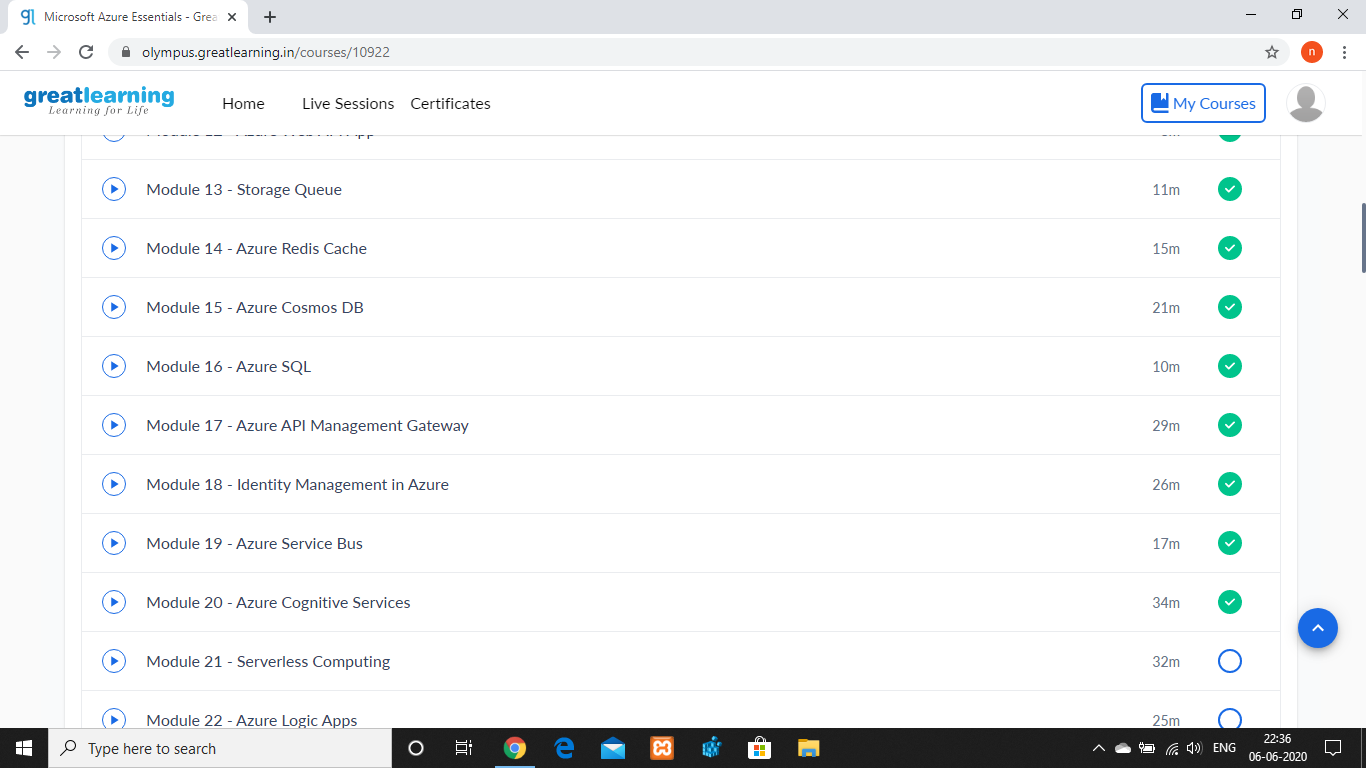 Microsoft Azure Essentials - Grea
olympus.greatlearning.in/courses/10922
n
greatlearning
Learning for Life
Home Live Sessions Certificates
My Courses
Module 13 - Storage Queue 11m
Module 14 - Azure Redis Cache 15m
Module 15 - Azure Cosmos DB 21m
Module 16 - Azure SQL 10m
Module 17 - Azure API Management Gateway 29m
Module 18 - Identity Management in Azure 26m
Module 19 - Azure Service Bus 17m
Module 20 - Azure Cognitive Services 34m
Module 21 - Serverless Computing 32m
Module 22 - Azure Logic Apps 25m
Type here to search
ENG
22:36
06-06-2020